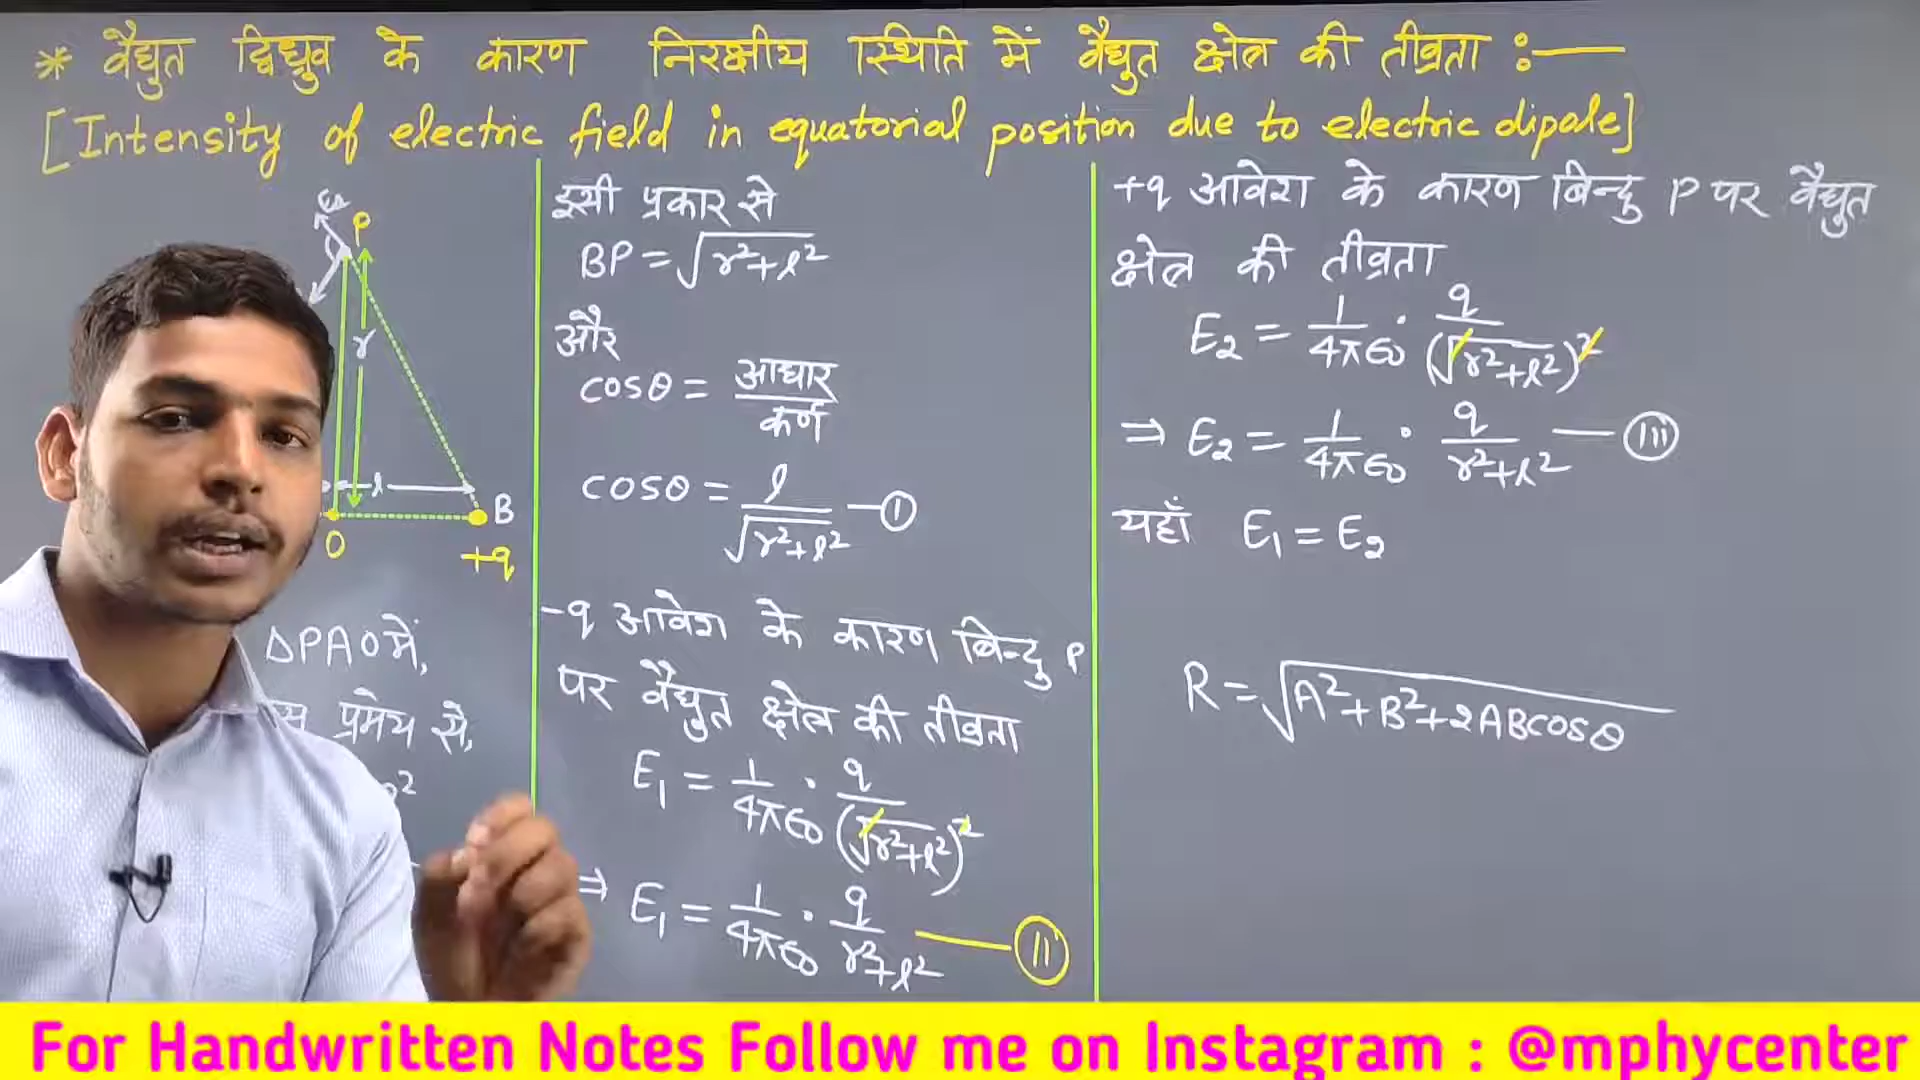 * वैद्युत द्विध्रुव के कारण निरक्षीय स्थिति में वैद्युत क्षेत्र की तीव्रता :—
[Intensity of electric field in equatorial position due to electric dipole]
E₂
P
r
l
O
B
+q
ΔPAO में,
प्रमेय से,
इसी प्रकार से
BP = √(r²+l²)
और
cosθ = आधार/कर्ण
cosθ = l/√(r²+l²) — (I)
-q आवेश के कारण बिन्दु P
पर वैद्युत क्षेत्र की तीव्रता
E₁ = 1/4πε₀ · q/(√(r²+l²))²
⇒ E₁ = 1/4πε₀ · q/r²+l² — (II)
+q आवेश के कारण बिन्दु P पर वैद्युत
क्षेत्र की तीव्रता
E₂ = 1/4πε₀ · q/(√(r²+l²))²
⇒ E₂ = 1/4πε₀ · q/r²+l² — (III)
यहाँ E₁ = E₂
R = √(A²+B²+2ABcosθ)
For Handwritten Notes Follow me on Instagram : @mphycenter